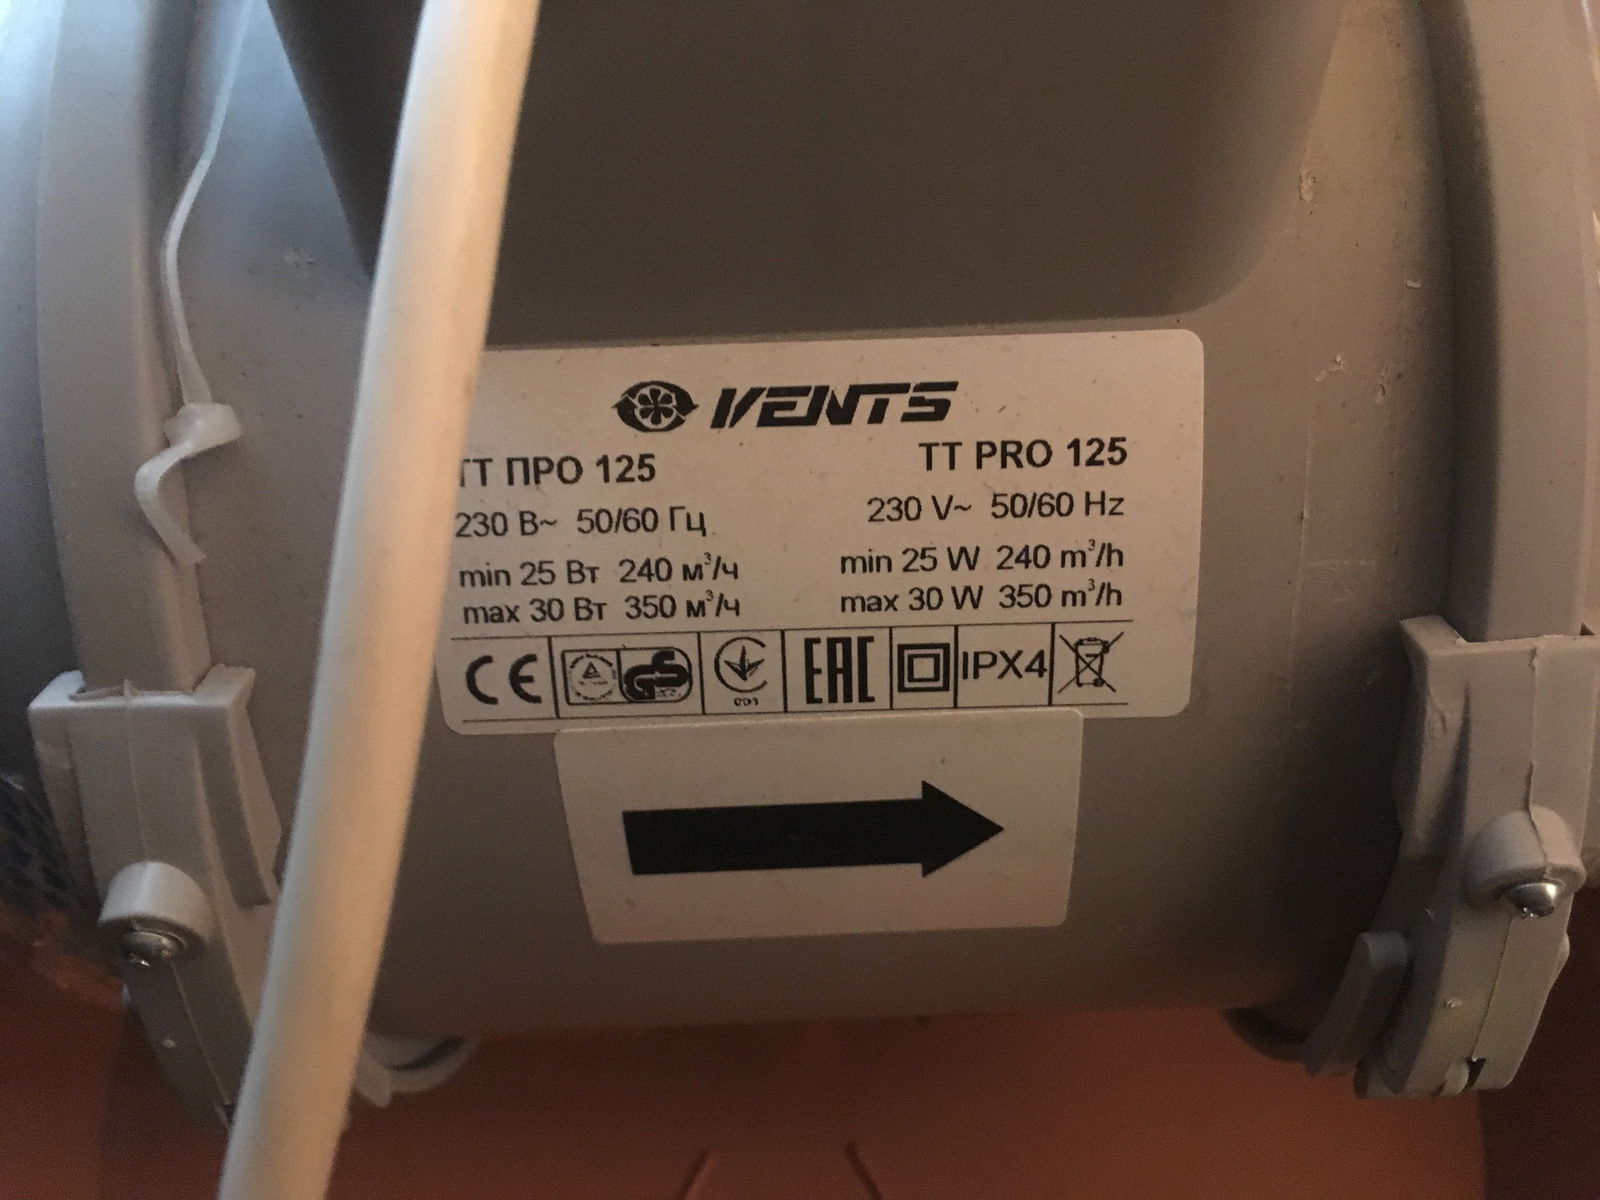 VENTS
ТТ ПРО 125
TT PRO 125
230 В~ 50/60 Гц
230 V~ 50/60 Hz
min 25 Вт 240 м³/ч
min 25 W 240 m³/h
max 30 Вт 350 м³/ч
max 30 W 350 m³/h
CE GS EAC IPX4